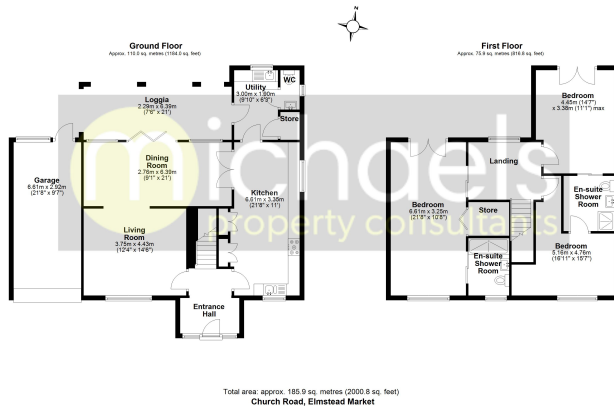 N
Ground Floor
Approx. 110.0 sq. metres (1184.0 sq. feet)
First Floor
Approx. 75.9 sq. metres (816.8 sq. feet)
WC
Utility
3.00m x 1.90m
(9'10" x 6'3")
Store
Loggia
2.29m x 6.39m
(7'6" x 21')
Garage
6.61m x 2.92m
(21'8" x 9'7")
Dining
Room
2.76m x 6.39m
(9'1" x 21')
Kitchen
6.61m x 3.36m
(21'8" x 11')
Living
Room
3.75m x 4.43m
(12'4" x 14'6")
Entrance
Hall
Bedroom
4.45m (14'7")
x 3.38m (11'1") max
Landing
Bedroom
6.61m x 3.25m
(21'8" x 10'8")
Store
En-suite
Shower
Room
En-suite
Shower
Room
Bedroom
5.16m x 4.76m
(16'11" x 15'7")
michaels
property consultants
Total area: approx. 185.9 sq. metres (2000.8 sq. feet)
Church Road, Elmstead Market